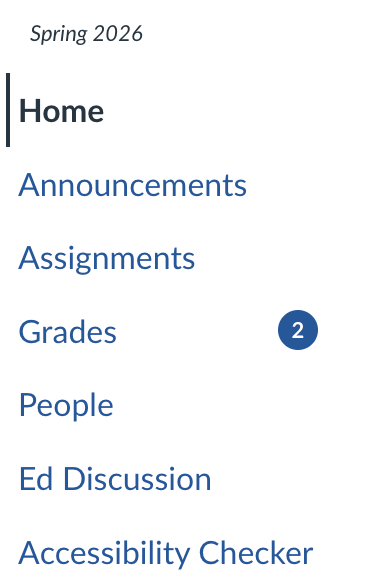 Spring 2026
Home
Announcements
Assignments
Grades 2
People
Ed Discussion
Accessibility Checker